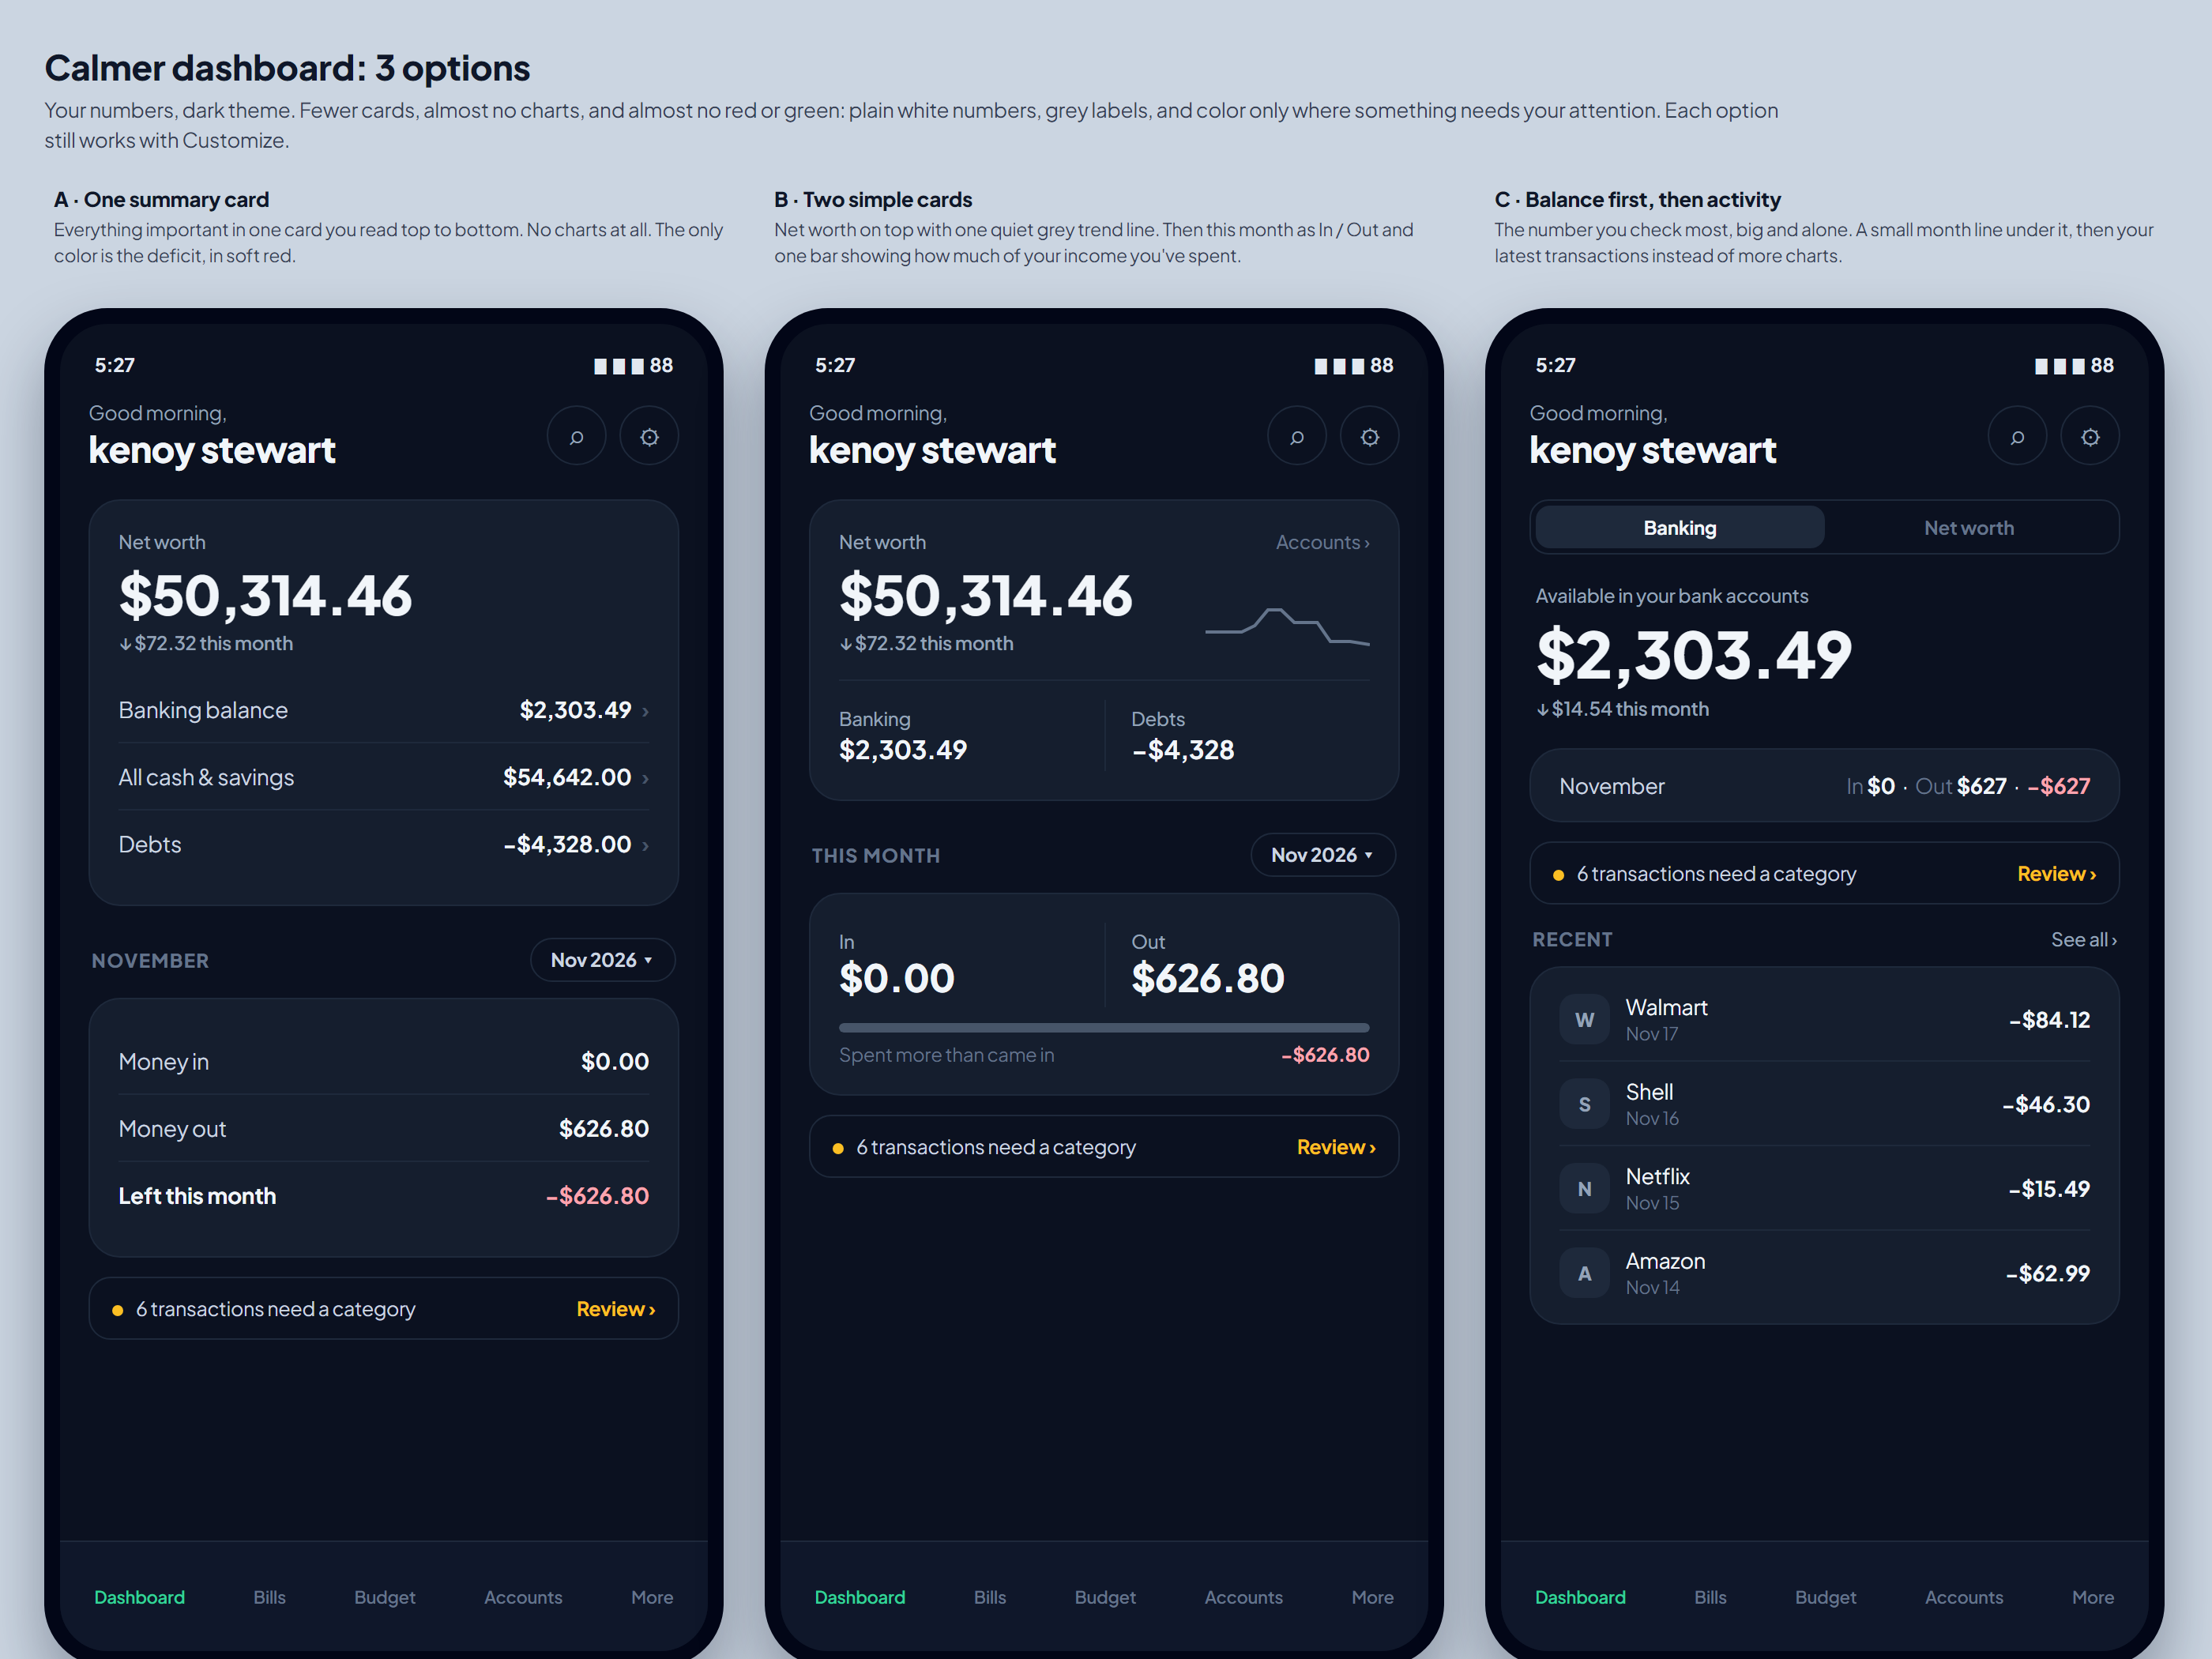 Calmer dashboard: 3 options
Your numbers, dark theme. Fewer cards, almost no charts, and almost no red or green: plain white numbers, grey labels, and color only where something needs your attention. Each option
still works with Customize.
A · One summary card
Everything important in one card you read top to bottom. No charts at all. The only
color is the deficit, in soft red.
5:27 88
Good morning,
kenoy stewart
Net worth
$50,314.46
↓ $72.32 this month
Banking balance $2,303.49 ›
All cash & savings $54,642.00 ›
Debts −$4,328.00 ›
NOVEMBER Nov 2026 ▾
Money in $0.00
Money out $626.80
Left this month −$626.80
6 transactions need a category Review ›
Dashboard Bills Budget Accounts More
B · Two simple cards
Net worth on top with one quiet grey trend line. Then this month as In / Out and
one bar showing how much of your income you've spent.
5:27 88
Good morning,
kenoy stewart
Net worth Accounts ›
$50,314.46
↓ $72.32 this month
Banking Debts
$2,303.49 −$4,328
THIS MONTH Nov 2026 ▾
In Out
$0.00 $626.80
Spent more than came in −$626.80
6 transactions need a category Review ›
Dashboard Bills Budget Accounts More
C · Balance first, then activity
The number you check most, big and alone. A small month line under it, then your
latest transactions instead of more charts.
5:27 88
Good morning,
kenoy stewart
Banking Net worth
Available in your bank accounts
$2,303.49
↓ $14.54 this month
November In $0 · Out $627 · −$627
6 transactions need a category Review ›
RECENT See all ›
W Walmart −$84.12
Nov 17
S Shell −$46.30
Nov 16
N Netflix −$15.49
Nov 15
A Amazon −$62.99
Nov 14
Dashboard Bills Budget Accounts More